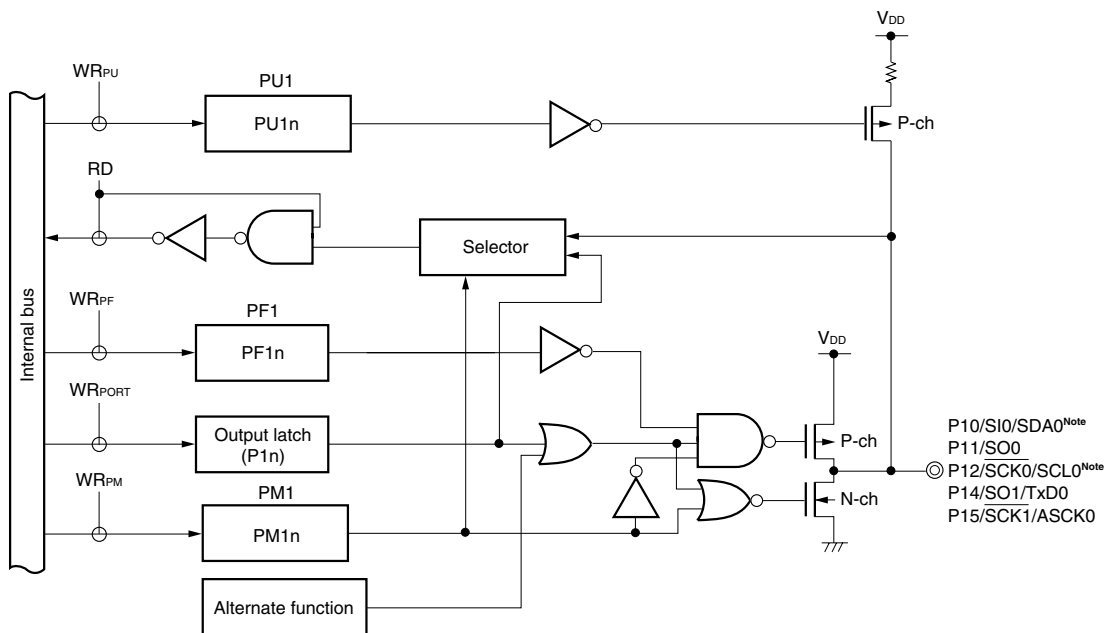 VDD
WRPU
PU1
PU1n
P-ch
RD
Selector
Internal bus
WRPF
PF1
PF1n
VDD
WRPORT
Output latch
(P1n)
P-ch
P10/SI0/SDA0Note
P11/SO0
P12/SCK0/SCL0Note
P14/SO1/TxD0
P15/SCK1/ASCK0
WRPM
PM1
PM1n
N-ch
Alternate function